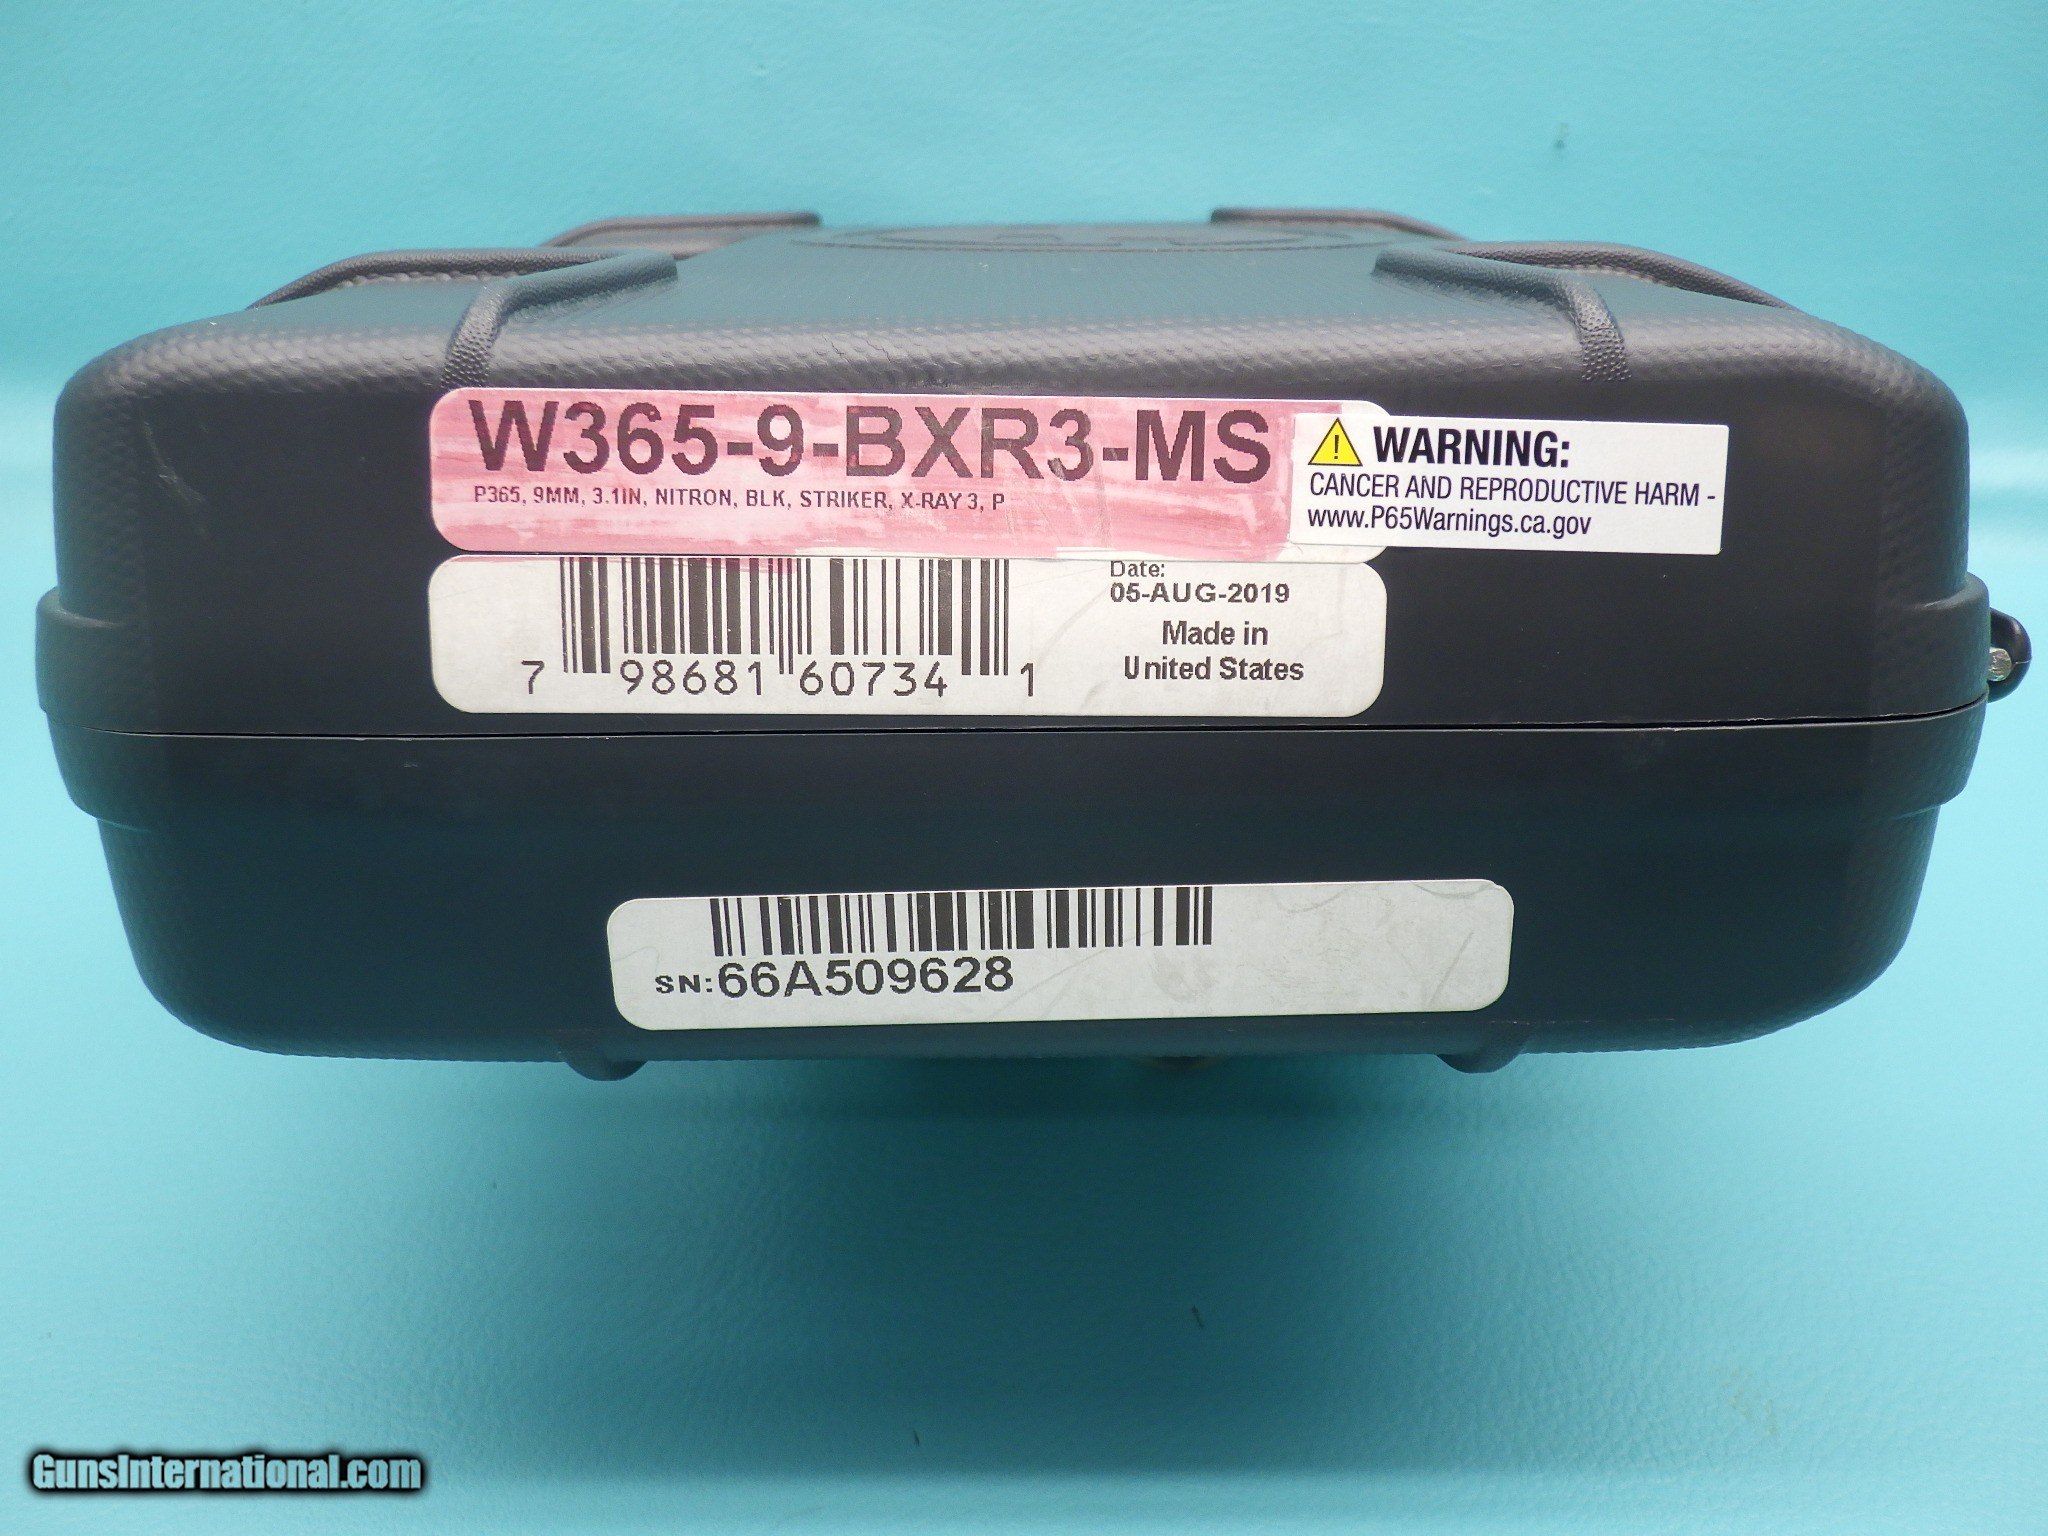 W365-9-BXR3-MS
P365, 9MM, 3.1IN, NITRON, BLK, STRIKER, X-RAY 3, P
WARNING:
CANCER AND REPRODUCTIVE HARM -
www.P65Warnings.ca.gov
Date:
05-AUG-2019
Made in
United States
7 98681 60734 1
SN:66A509628
GunsInternational.com